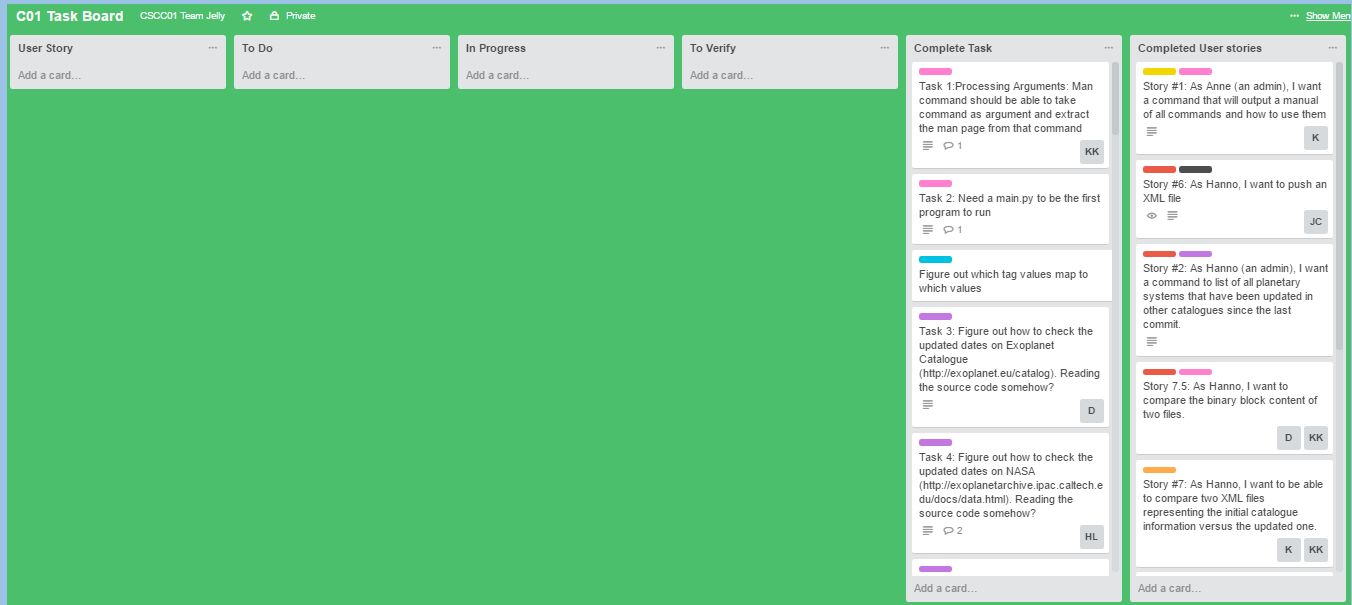 C01 Task Board CSCC01 Team Jelly Private ... Show Men
User Story ...
Add a card...
To Do ...
Add a card...
In Progress ...
Add a card...
To Verify ...
Add a card...
Complete Task ...
Task 1:Processing Arguments: Man
command should be able to take
command as argument and extract
the man page from that command
1
KK
Task 2: Need a main.py to be the first
program to run
1
Figure out which tag values map to
which values
Task 3: Figure out how to check the
updated dates on Exoplanet
Catalogue
(http://exoplanet.eu/catalog). Reading
the source code somehow?
D
Task 4: Figure out how to check the
updated dates on NASA
(http://exoplanetarchive.ipac.caltech.e
du/docs/data.html). Reading the
source code somehow?
2
HL
Add a card...
Completed User stories ...
Story #1: As Anne (an admin), I want
a command that will output a manual
of all commands and how to use them
K
Story #6: As Hanno, I want to push an
XML file
JC
Story #2: As Hanno (an admin), I want
a command to list of all planetary
systems that have been updated in
other catalogues since the last
commit.
Story 7.5: As Hanno, I want to
compare the binary block content of
two files.
D KK
Story #7: As Hanno, I want to be able
to compare two XML files
representing the initial catalogue
information versus the updated one.
K KK
Add a card...